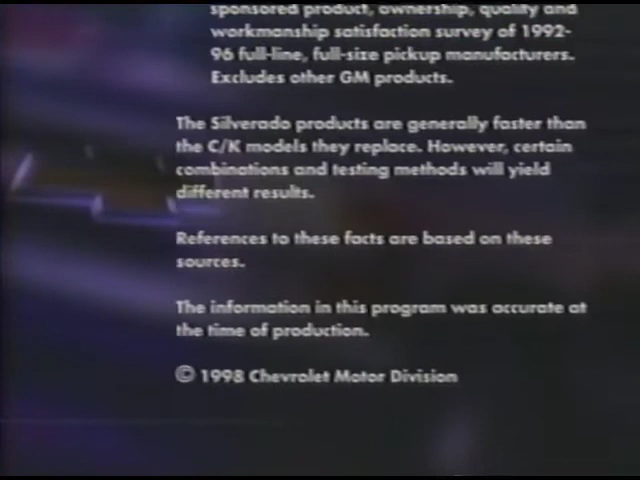 sponsored product, ownership, quality and
workmanship satisfaction survey of 1992-
96 full-line, full-size pickup manufacturers.
Excludes other GM products.
The Silverado products are generally faster than
the C/K models they replace. However, certain
combinations and testing methods will yield
different results.
References to these facts are based on these
sources.
The information in this program was accurate at
the time of production.
© 1998 Chevrolet Motor Division